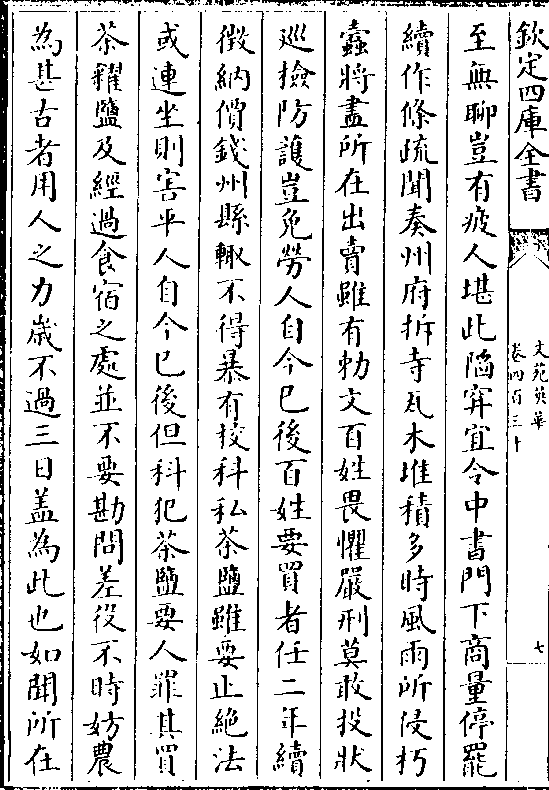 欽定四庫全書
文苑英華
卷四百三十
七
至無聊豈有疲人堪此陷穽宜令中書門下商量停罷
續作條疏聞奏州府拆寺瓦木堆積多時風雨所侵朽
蠹將盡所在出賣雖有勅文百姓畏懼嚴刑莫敢投狀
巡撿防護豈免勞人自今已後百姓要買者任二年續
徴納價錢州縣輙不得暴有挍科私茶鹽雖要止絶法
或連坐則害平人自今已後但科犯茶鹽要人罪其買
茶糴鹽及經過食宿之處並不要勘問差役不時妨農
為甚古者用人之力嵗不過三日盖為此也如聞所在